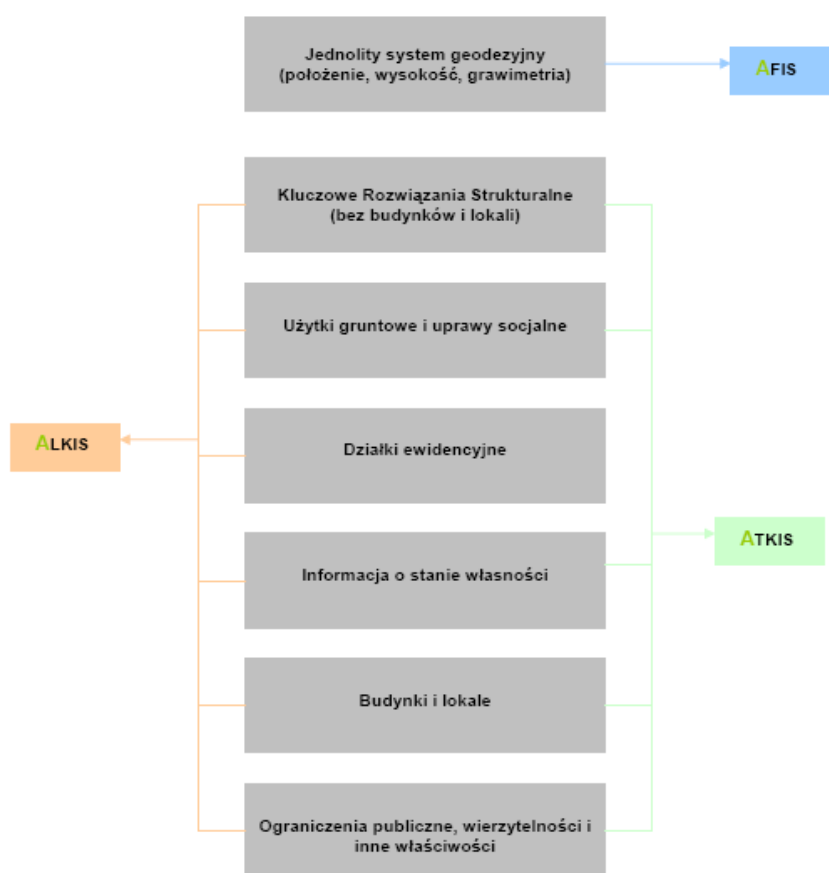 Jednolity system geodezyjny
(położenie, wysokość, grawimetria)
AFIS
Kluczowe Rozwiązania Strukturalne
(bez budynków i lokali)
Użytki gruntowe i uprawy socjalne
ALKIS
Działki ewidencyjne
ATKIS
Informacja o stanie własności
Budynki i lokale
Ograniczenia publiczne, wierzytelności i
inne właściwości